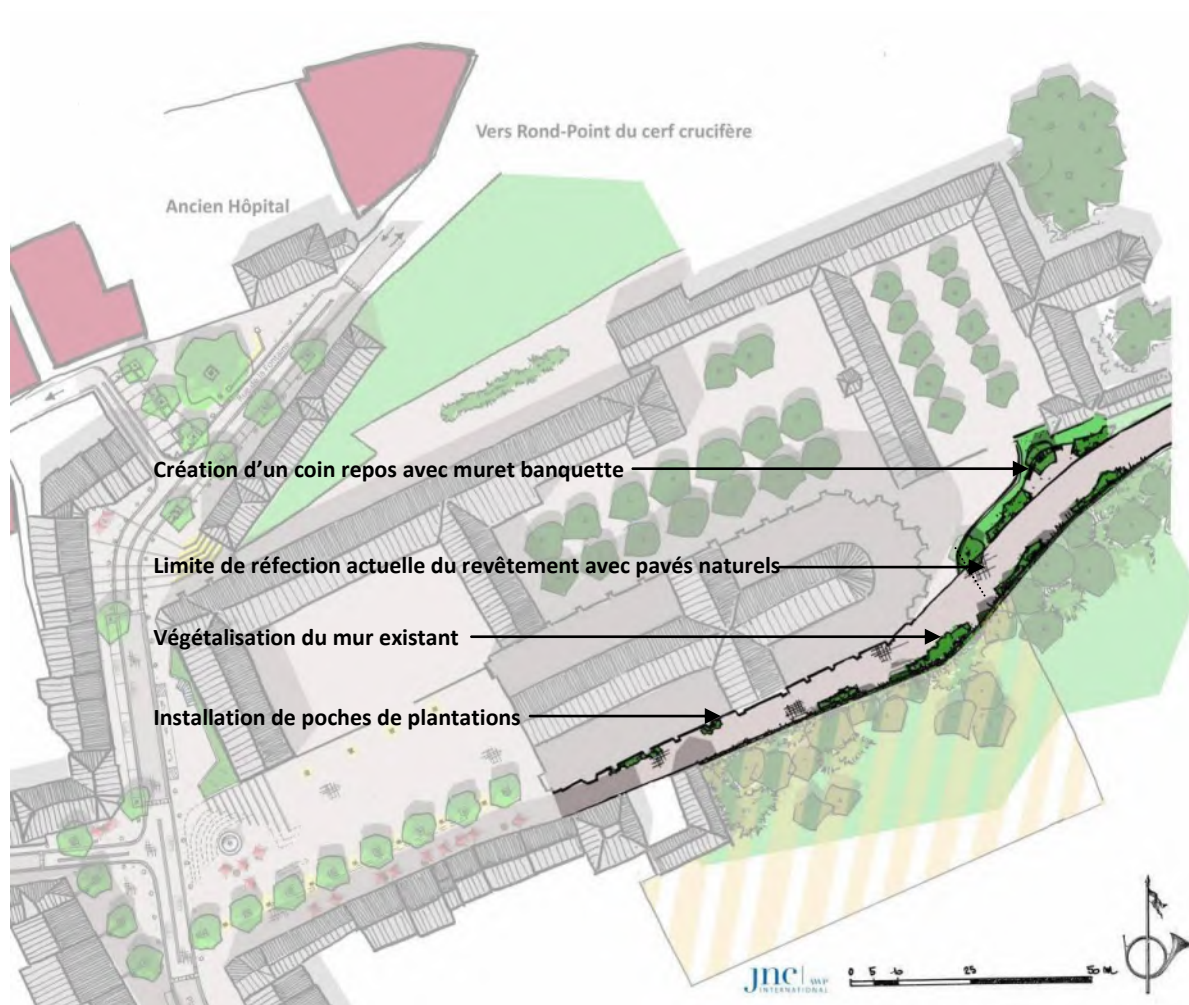 Vers Rond-Point du cerf crucifère
Ancien Hôpital
Création d’un coin repos avec muret banquette
Limite de réfection actuelle du revêtement avec pavés naturels
Végétalisation du mur existant
Installation de poches de plantations
jnc AWP
INTERNATIONAL
0 5 10 25 50 m